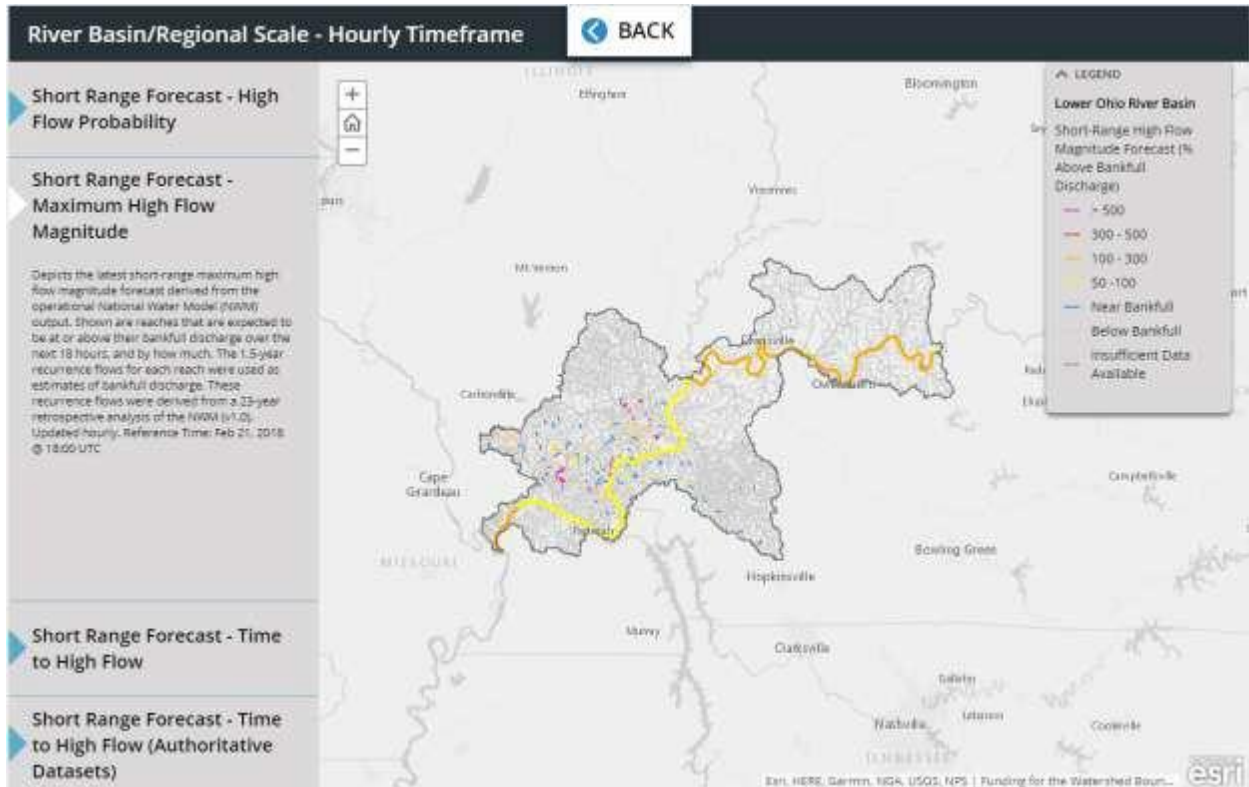 River Basin/Regional Scale - Hourly Timeframe
BACK
Short Range Forecast - High
Flow Probability
Short Range Forecast -
Maximum High Flow
Magnitude
Depicts the latest short-range maximum high
flow magnitude forecast derived from the
operational National Water Model (NWM)
output. Shown are reaches that are expected to
be at or above their bankfull discharge over the
next 18 hours, and by how much. The 1.5-year
recurrence flows for each reach were used as
estimates of bankfull discharge. These
recurrence flows were derived from a 23-year
retrospective analysis of the NWM (v1.0).
Updated hourly. Reference Time: Feb 21, 2018
@ 18:00 UTC
Short Range Forecast - Time
to High Flow
Short Range Forecast - Time
to High Flow (Authoritative
Datasets)
+
−
ILLINOIS
Effingham
Bloomington
Vincennes
Mt Vernon
Evansville
Owensboro
Carbondale
Cape
Girardeau
Paducah
MISSOURI
Campbellsville
Bowling Green
Hopkinsville
Murray
Clarksville
Gallatin
Lebanon
Nashville
Cookeville
TENNESSEE
LEGEND
Lower Ohio River Basin
Short-Range High Flow
Magnitude Forecast (%
Above Bankfull
Discharge)
> 500
300 - 500
100 - 300
50 -100
Near Bankfull
Below Bankfull
Insufficient Data
Available
Esri, HERE, Garmin, NGA, USGS, NPS | Funding for the Watershed Boun...
esri